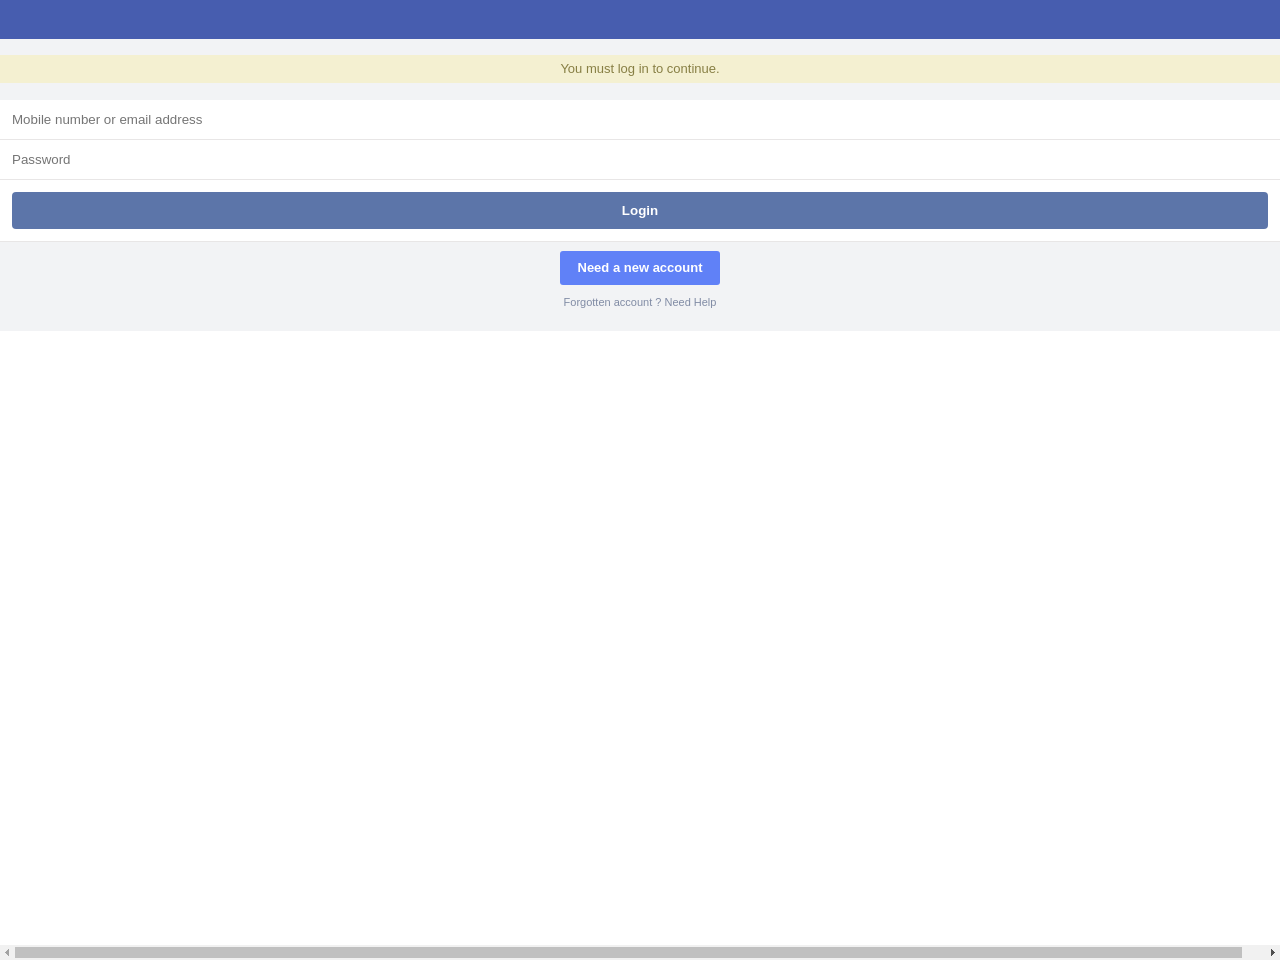 You must log in to continue.
Mobile number or email address
Password
Login
Need a new account
Forgotten account ? Need Help